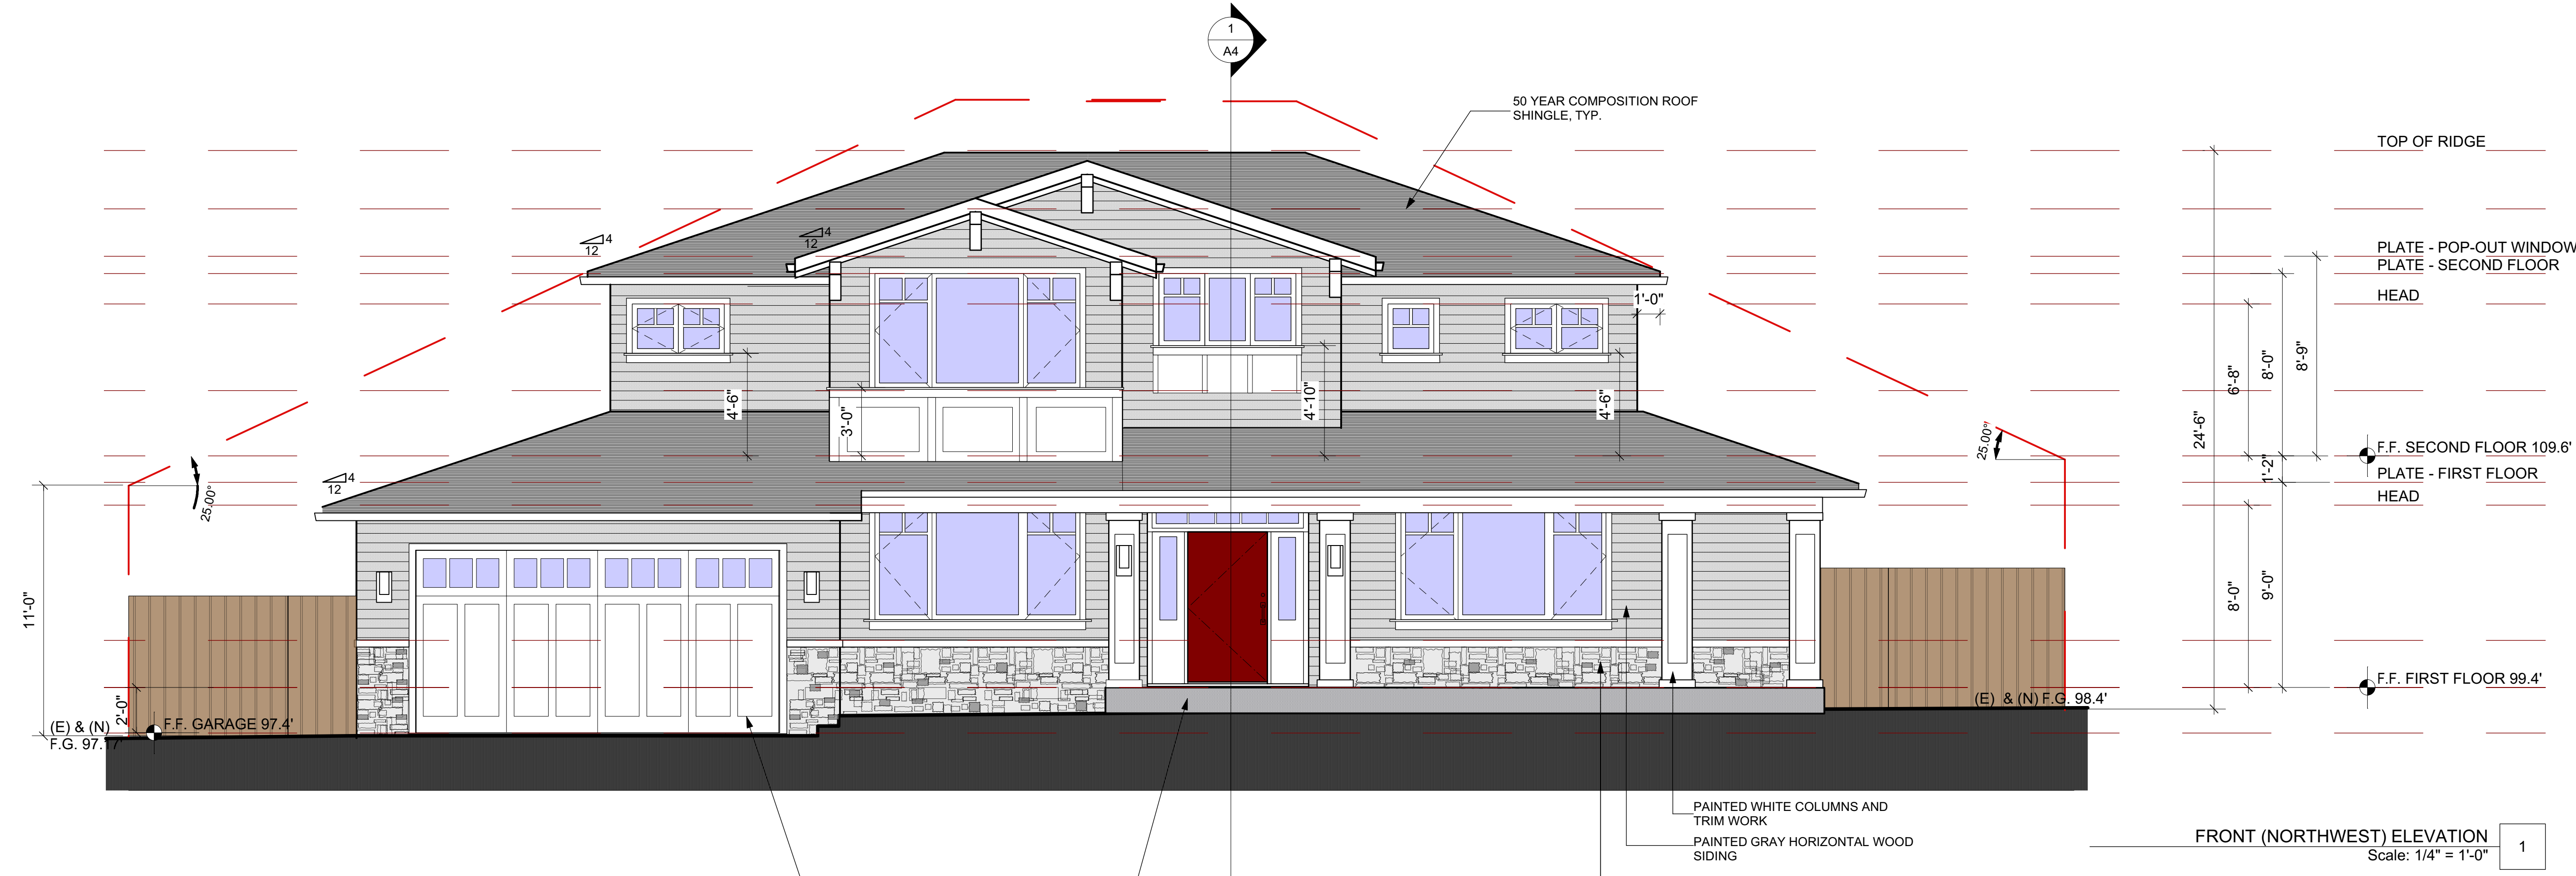 1
A4
50 YEAR COMPOSITION ROOF
SHINGLE, TYP.
TOP OF RIDGE
4
12
4
12
PLATE - POP-OUT WINDOW
PLATE - SECOND FLOOR
HEAD
1'-0"
4'-6"
3'-0"
4'-10"
4'-6"
6'-8"
8'-0"
8'-9"
24'-6"
25.00°
25.00°
F.F. SECOND FLOOR 109.6'
1'-2"
PLATE - FIRST FLOOR
HEAD
4
12
11'-0"
8'-0"
9'-0"
2'-0"
F.F. FIRST FLOOR 99.4'
(E) & (N) F.G. 98.4'
(E) & (N)
F.G. 97.17'
F.F. GARAGE 97.4'
PAINTED WHITE COLUMNS AND
TRIM WORK
PAINTED GRAY HORIZONTAL WOOD
SIDING
FRONT (NORTHWEST) ELEVATION
Scale: 1/4" = 1'-0"
1